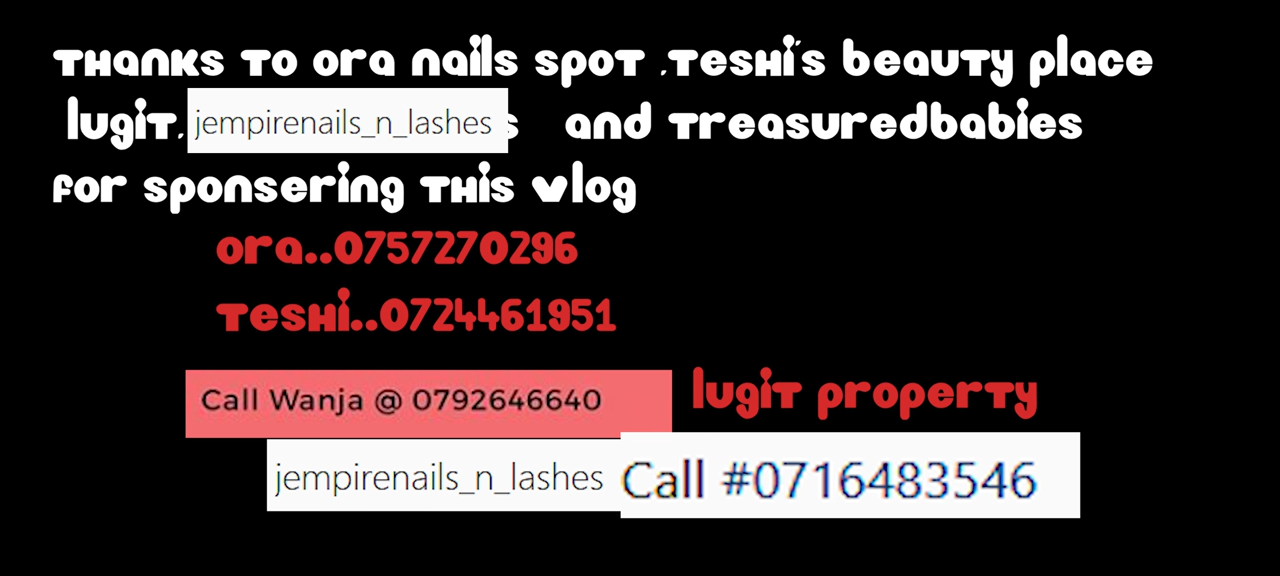 THANKS TO ORA NAILS SPOT .TESHI'S BEAUTY PLACE
LUGIT. jempirenails_n_lashes S AND TREASUREDBABIES
FOR SPONSERING THIS VLOG
ORA..0757270296
TESHI..0724461951
Call Wanja @ 0792646640 LUGIT PROPERTY
jempirenails_n_lashes Call #0716483546